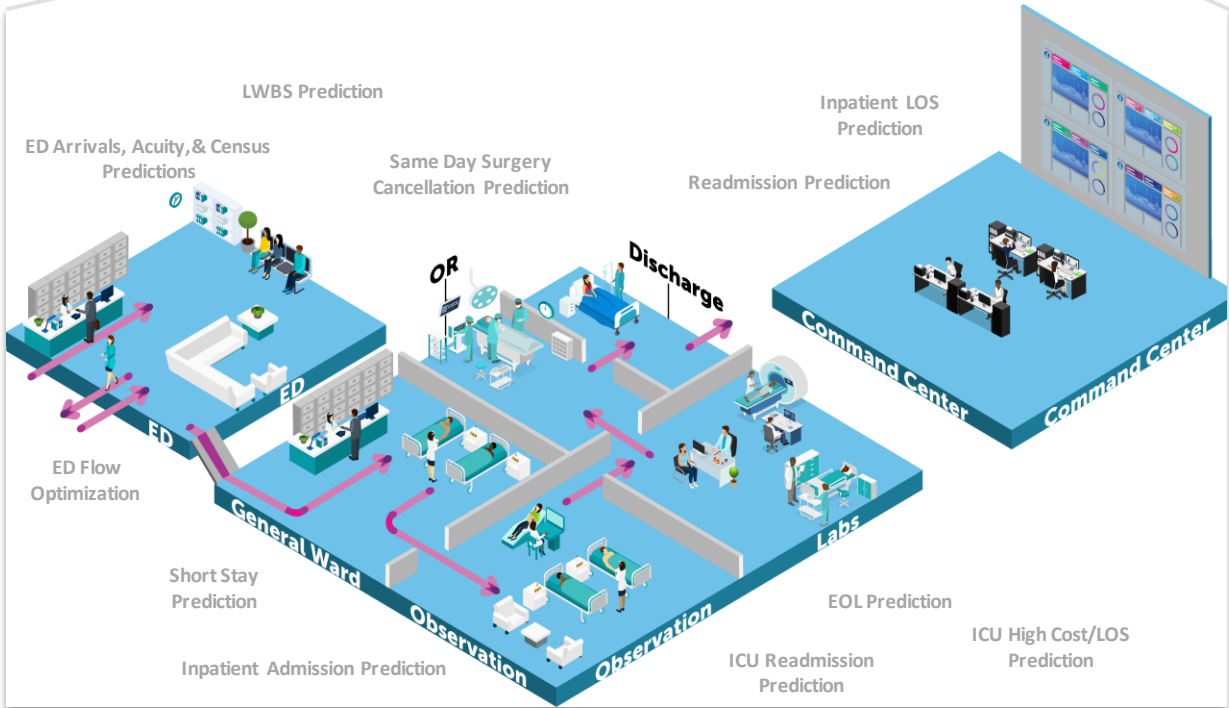 LWBS Prediction
ED Arrivals, Acuity,& Census
Predictions
Same Day Surgery
Cancellation Prediction
Inpatient LOS
Prediction
Readmission Prediction
OR
Discharge
Command Center
Command Center
ED
ED
ED Flow
Optimization
General Ward
Observation
Observation
Labs
Short Stay
Prediction
Inpatient Admission Prediction
EOL Prediction
ICU Readmission
Prediction
ICU High Cost/LOS
Prediction